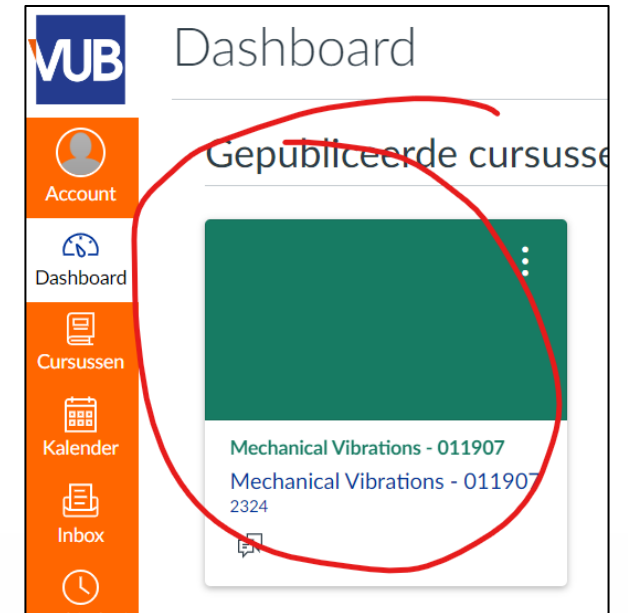 VUB
Dashboard
Gepubliceerde cursusse
Account
Dashboard
Cursussen
Kalender
Inbox
Mechanical Vibrations - 011907
Mechanical Vibrations - 011907
2324